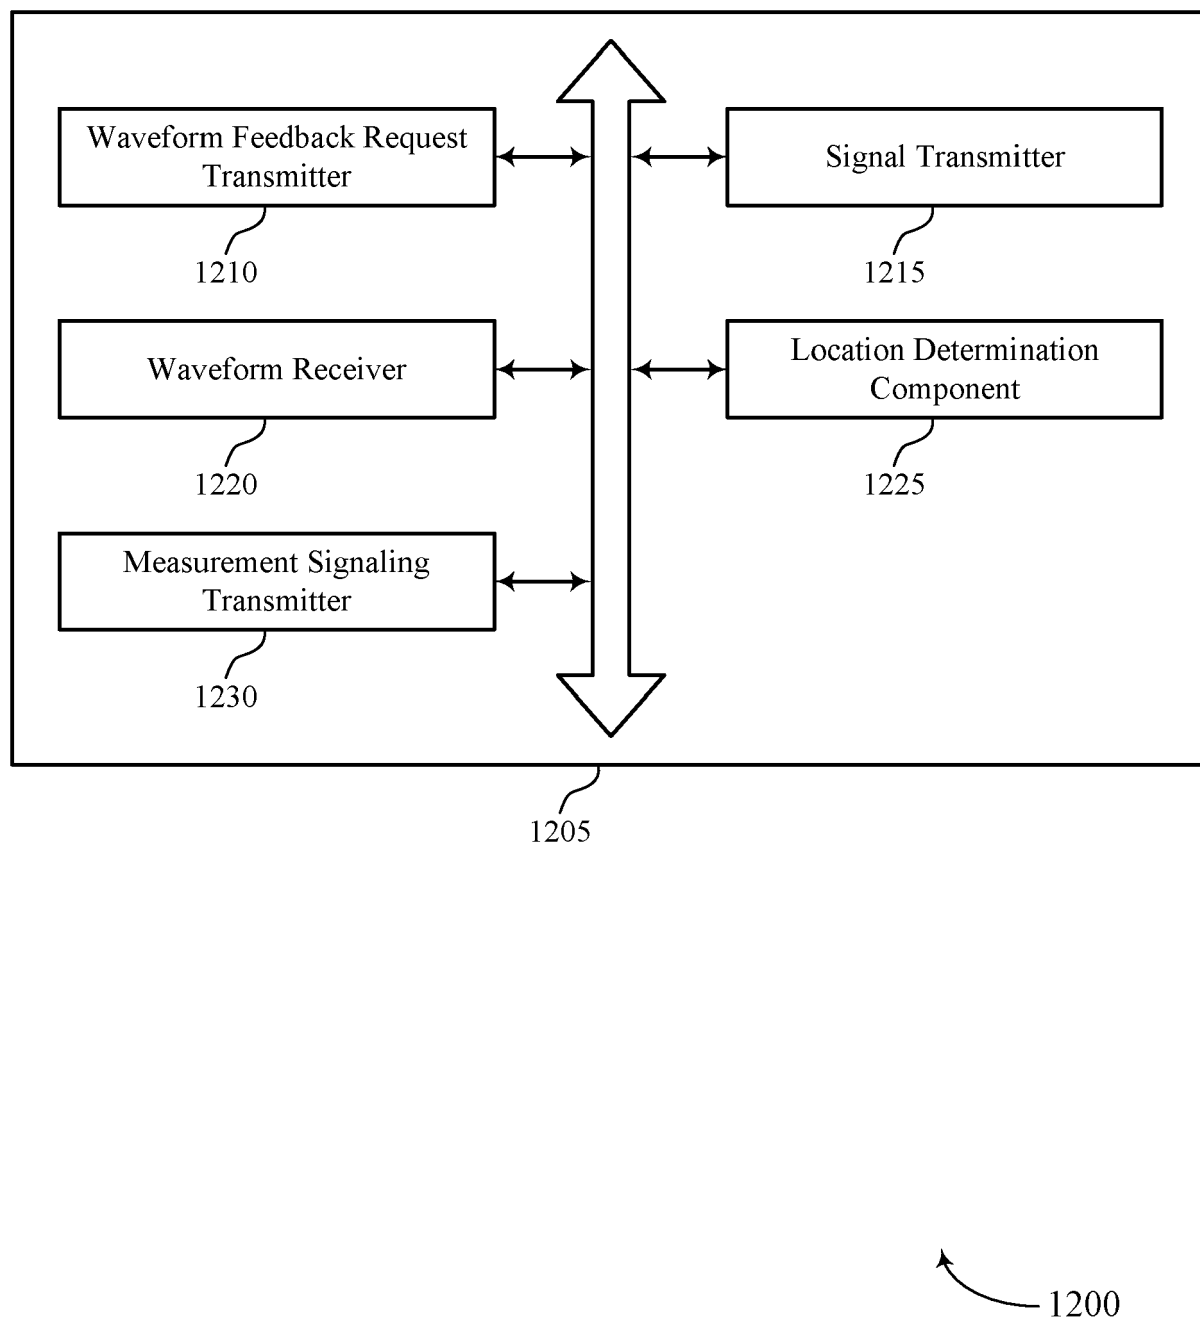 Waveform Feedback Request
Transmitter
1210
Signal Transmitter
1215
Waveform Receiver
1220
Location Determination
Component
1225
Measurement Signaling
Transmitter
1230
1205
1200